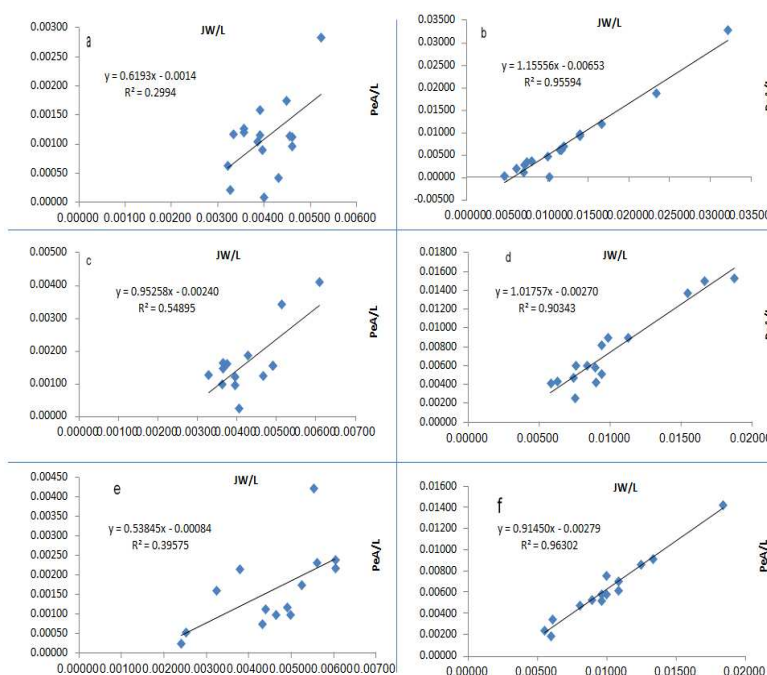 0.00300
0.00250
0.00200
0.00150
0.00100
0.00050
0.00000
a
JW/L
y = 0.6193x - 0.0014
R² = 0.2994
0.00000 0.00100 0.00200 0.00300 0.00400 0.00500 0.00600
PeA/L
0.03500
0.03000
0.02500
0.02000
0.01500
0.01000
0.00500
0.00000
-0.00500
b
JW/L
y = 1.15556x - 0.00653
R² = 0.95594
0.000000.005000.010000.015000.020000.025000.030000.03500
0.00500
0.00400
0.00300
0.00200
0.00100
0.00000
c
JW/L
y = 0.95258x - 0.00240
R² = 0.54895
0.000000.001000.002000.003000.004000.005000.006000.00700
PeA/L
0.01800
0.01600
0.01400
0.01200
0.01000
0.00800
0.00600
0.00400
0.00200
0.00000
d
JW/L
y = 1.01757x - 0.00270
R² = 0.90343
0.00000 0.00500 0.01000 0.01500 0.02000
0.00450
0.00400
0.00350
0.00300
0.00250
0.00200
0.00150
0.00100
0.00050
0.00000
e
JW/L
y = 0.53845x - 0.00084
R² = 0.39575
0.000000.001000.002000.003000.004000.005000.006000.00700
PeA/L
0.01600
0.01400
0.01200
0.01000
0.00800
0.00600
0.00400
0.00200
0.00000
f
JW/L
y = 0.91450x - 0.00279
R² = 0.96302
0.00000 0.00500 0.01000 0.01500 0.02000
PeA/L